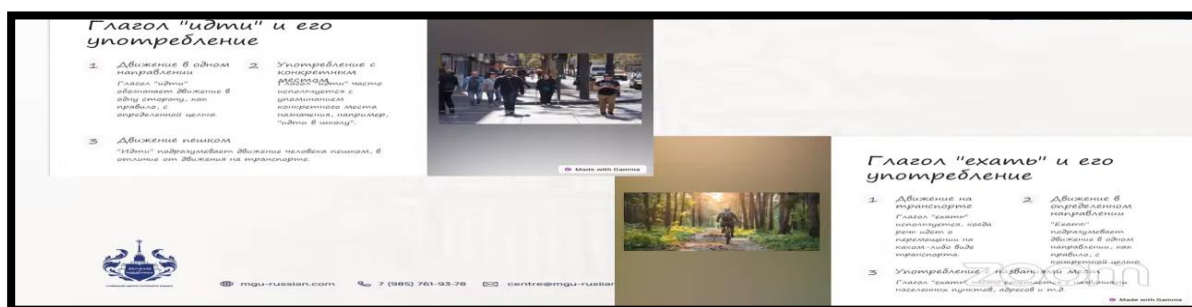 Глагол "идти" и его
употребление
1 Движение в одном
направлении
Глагол "идти"
обозначает движение в
одну сторону, как
правило, с
определенной целью.
2 Употребление с
конкретным
местом
Глагол "идти" часто
используется с
упоминанием
конкретного места
назначения, например,
"идти в школу".
3 Движение пешком
"Идти" подразумевает движение человека пешком, в
отличие от движения на транспорте.
Made with Gamma
Глагол "ехать" и его
употребление
1 Движение на
транспорте
Глагол "ехать"
используется, когда
речь идет о
перемещении на
каком-либо виде
транспорта.
2 Движение в
определенном
направлении
"Ехать"
подразумевает
движение в одном
направлении, как
правило, с
конкретной целью.
3 Употребление
Глагол "ехать"
населенных пунктов, адресов и т.д.
zoom
Made with Gamma
mgu-russian.com
7 (985) 761-93-78
centre@mgu-russian